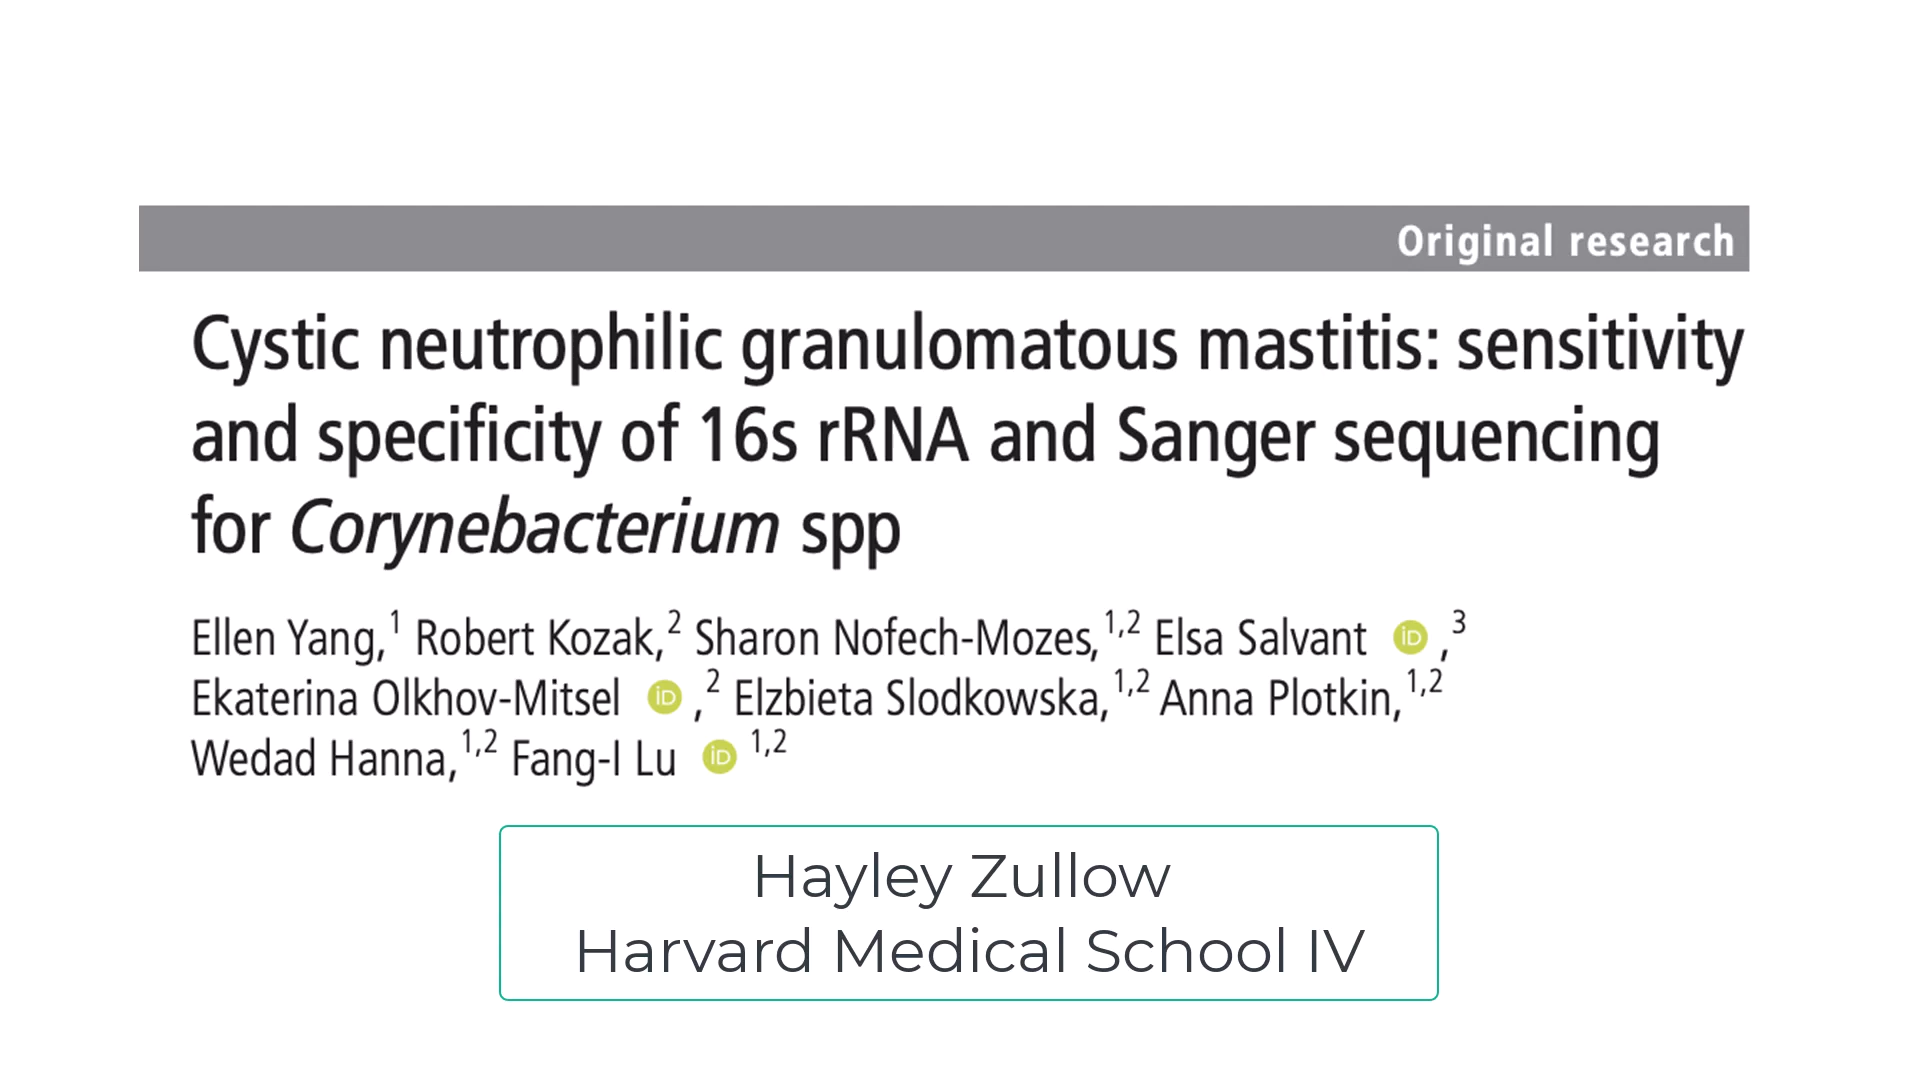 Original research
Cystic neutrophilic granulomatous mastitis: sensitivity
and specificity of 16s rRNA and Sanger sequencing
for Corynebacterium spp
Ellen Yang,1 Robert Kozak,2 Sharon Nofech-Mozes,1,2 Elsa Salvant iD ,3
Ekaterina Olkhov-Mitsel iD ,2 Elzbieta Slodkowska,1,2 Anna Plotkin,1,2
Wedad Hanna,1,2 Fang-I Lu iD 1,2
Hayley Zullow
Harvard Medical School IV